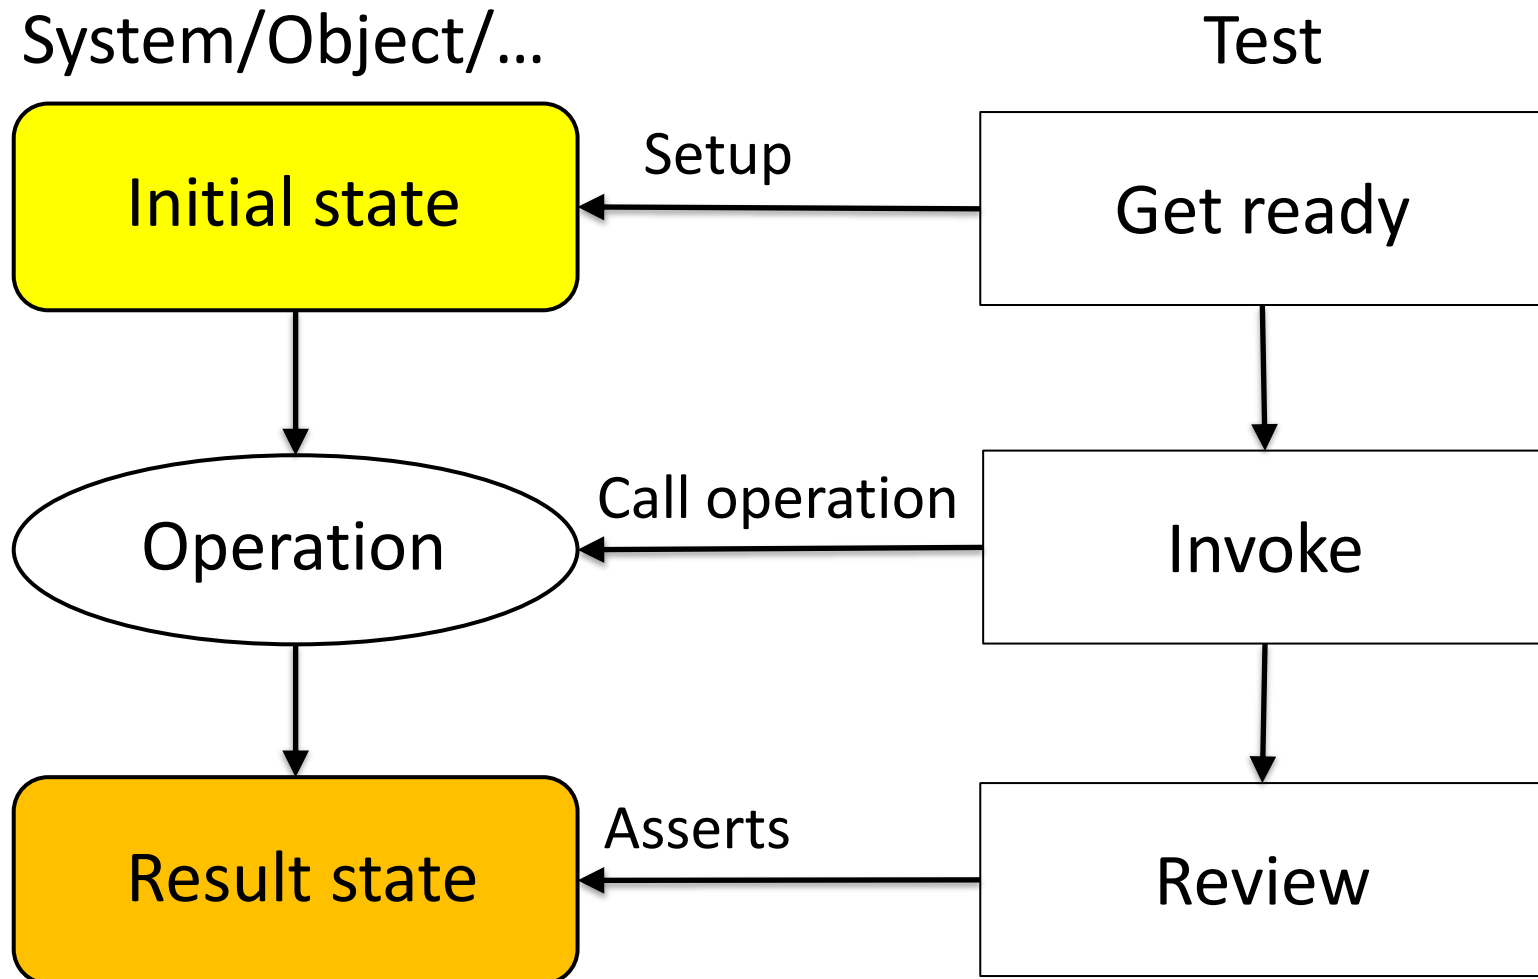 System/Object/…
Test
Initial state
Setup
Get ready
Operation
Call operation
Invoke
Result state
Asserts
Review